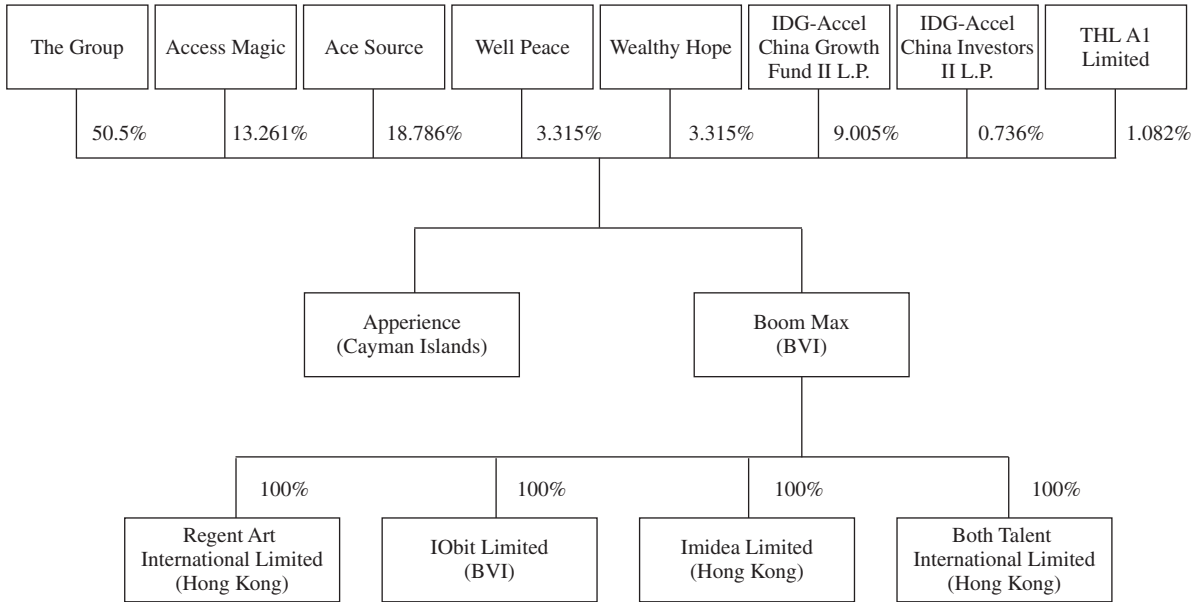 The Group
Access Magic
Ace Source
Well Peace
Wealthy Hope
IDG-Accel
China Growth
Fund II L.P.
IDG-Accel
China Investors
II L.P.
THL A1
Limited
50.5%
13.261%
18.786%
3.315%
3.315%
9.005%
0.736%
1.082%
Apperience
(Cayman Islands)
Boom Max
(BVI)
100%
100%
100%
100%
Regent Art
International Limited
(Hong Kong)
IObit Limited
(BVI)
Imidea Limited
(Hong Kong)
Both Talent
International Limited
(Hong Kong)